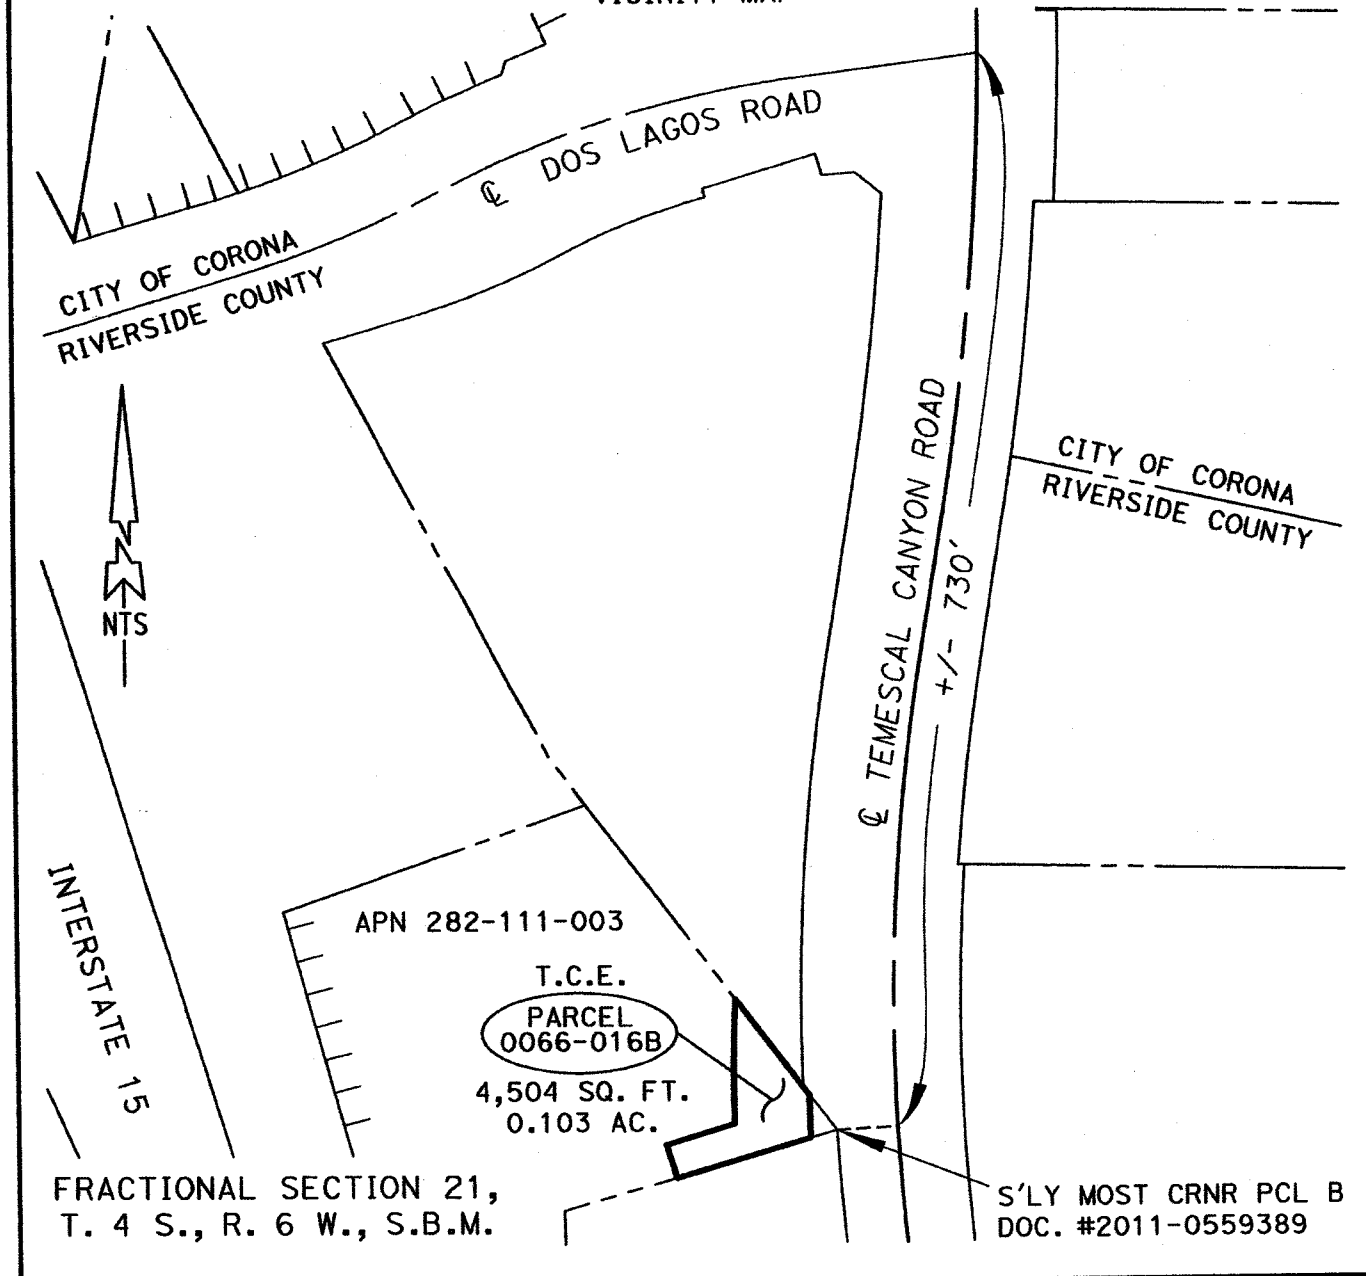 VICINITY MAP
℄ DOS LAGOS ROAD
CITY OF CORONA
RIVERSIDE COUNTY
N
NTS
℄ TEMESCAL CANYON ROAD
+/- 730'
CITY OF CORONA
RIVERSIDE COUNTY
INTERSTATE 15
APN 282-111-003
T.C.E.
PARCEL
0066-016B
4,504 SQ. FT.
0.103 AC.
FRACTIONAL SECTION 21,
T. 4 S., R. 6 W., S.B.M.
S'LY MOST CRNR PCL B
DOC. #2011-0559389